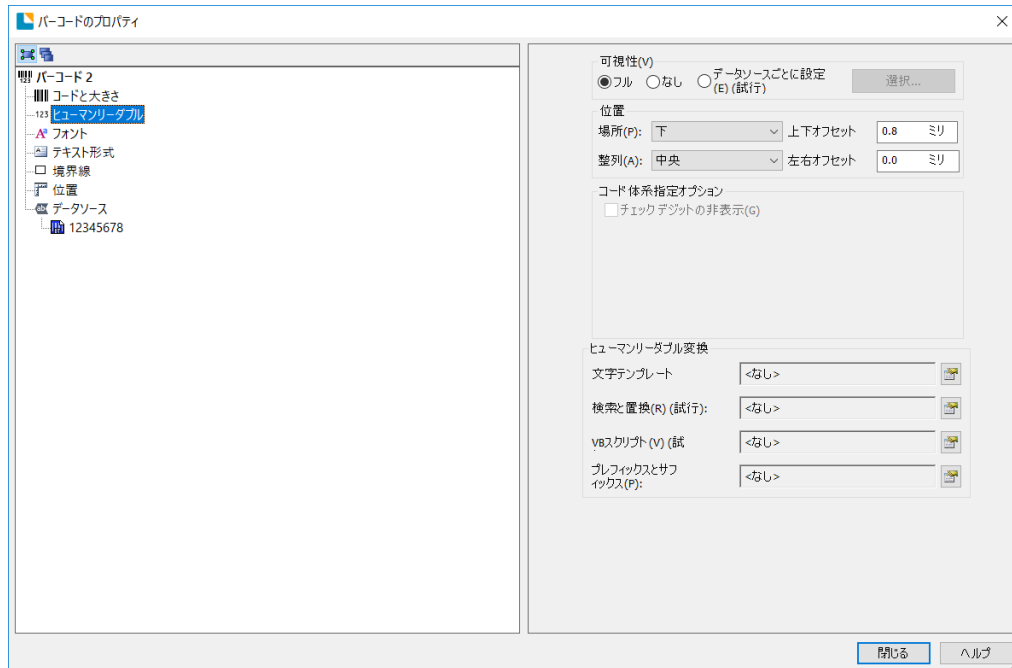 バーコードのプロパティ
バーコード 2
コードと大きさ
123 ヒューマンリーダブル
フォント
テキスト形式
境界線
位置
データソース
12345678
可視性(V)
フル なし データソースごとに設定(E) (試行) 選択...
位置
場所(P): 下 上下オフセット 0.8 ミリ
整列(A): 中央 左右オフセット 0.0 ミリ
コード体系指定オプション
チェックデジットの非表示(G)
ヒューマンリーダブル変換
文字テンプレート <なし>
検索と置換(R) (試行): <なし>
VBスクリプト(V) (試 <なし>
プレフィックスとサフ
ィックス(P): <なし>
閉じる ヘルプ